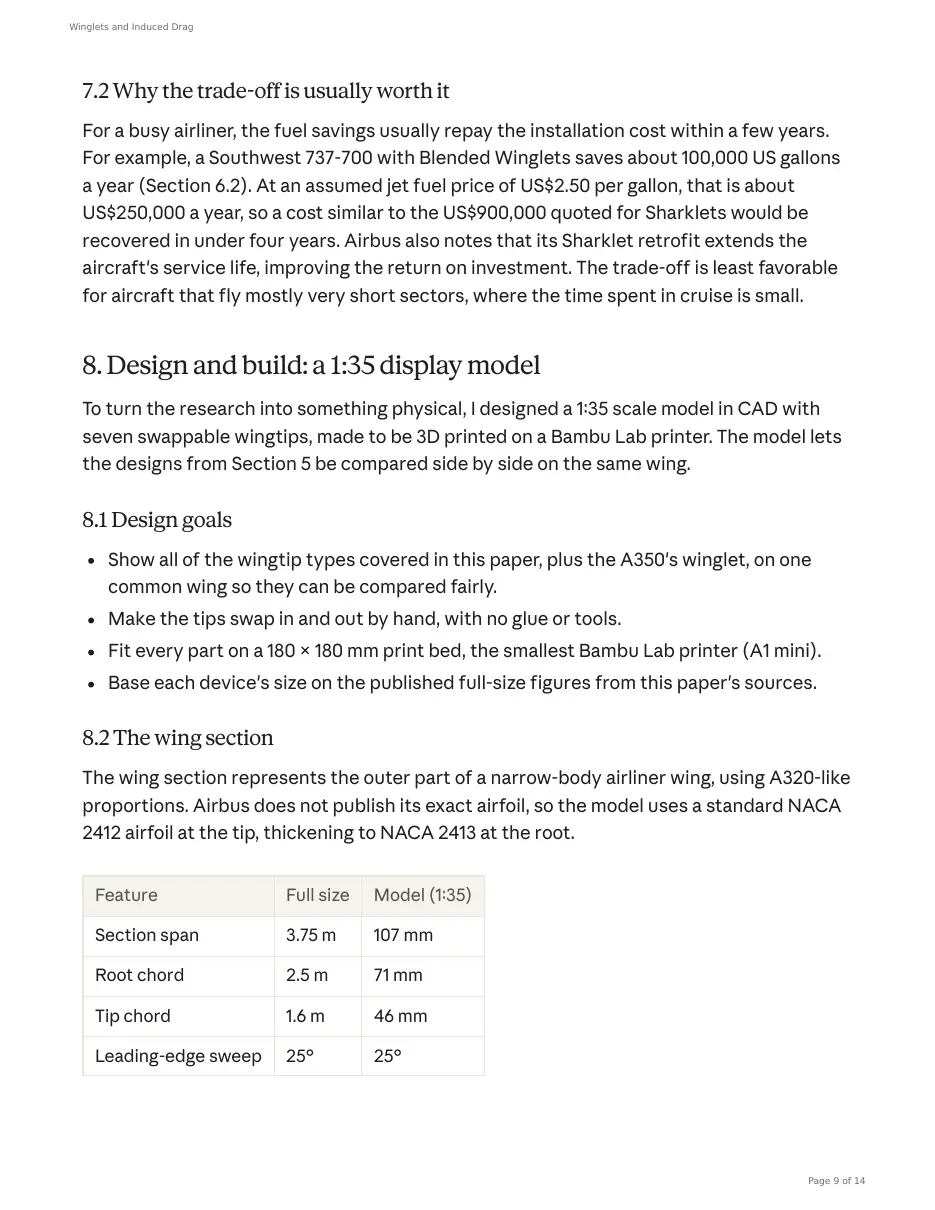 Winglets and Induced Drag
7.2 Why the trade-off is usually worth it
For a busy airliner, the fuel savings usually repay the installation cost within a few years.
For example, a Southwest 737-700 with Blended Winglets saves about 100,000 US gallons
a year (Section 6.2). At an assumed jet fuel price of US$2.50 per gallon, that is about
US$250,000 a year, so a cost similar to the US$900,000 quoted for Sharklets would be
recovered in under four years. Airbus also notes that its Sharklet retrofit extends the
aircraft's service life, improving the return on investment. The trade-off is least favorable
for aircraft that fly mostly very short sectors, where the time spent in cruise is small.
8. Design and build: a 1:35 display model
To turn the research into something physical, I designed a 1:35 scale model in CAD with
seven swappable wingtips, made to be 3D printed on a Bambu Lab printer. The model lets
the designs from Section 5 be compared side by side on the same wing.
8.1 Design goals
• Show all of the wingtip types covered in this paper, plus the A350's winglet, on one
common wing so they can be compared fairly.
• Make the tips swap in and out by hand, with no glue or tools.
• Fit every part on a 180 × 180 mm print bed, the smallest Bambu Lab printer (A1 mini).
• Base each device's size on the published full-size figures from this paper's sources.
8.2 The wing section
The wing section represents the outer part of a narrow-body airliner wing, using A320-like
proportions. Airbus does not publish its exact airfoil, so the model uses a standard NACA
2412 airfoil at the tip, thickening to NACA 2413 at the root.
Feature Full size Model (1:35)
Section span 3.75 m 107 mm
Root chord 2.5 m 71 mm
Tip chord 1.6 m 46 mm
Leading-edge sweep 25° 25°
Page 9 of 14